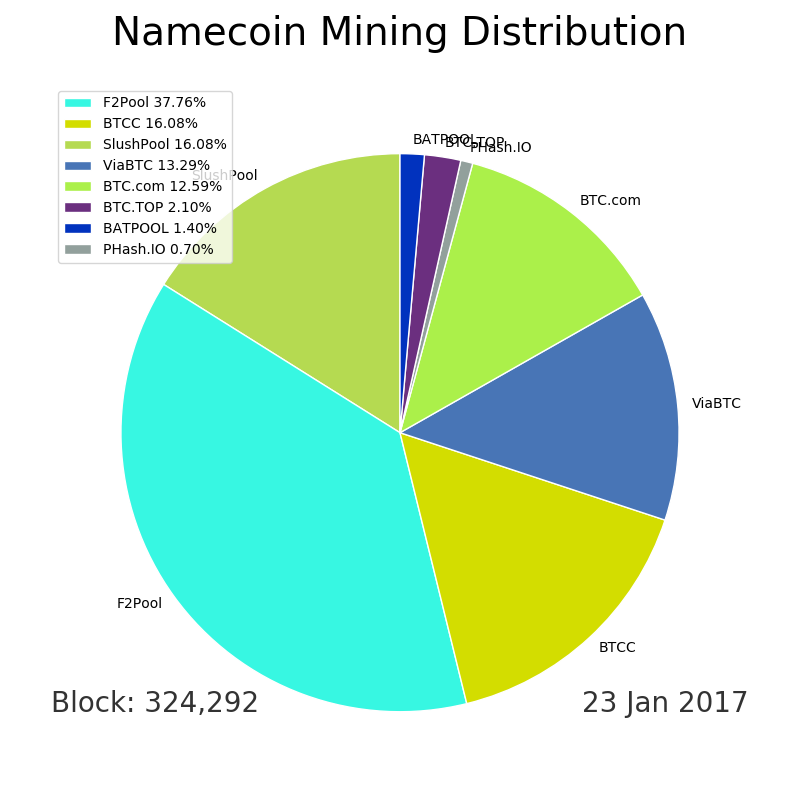 Namecoin Mining Distribution
F2Pool 37.76%
BTCC 16.08%
SlushPool 16.08%
ViaBTC 13.29%
BTC.com 12.59%
BTC.TOP 2.10%
BATPOOL 1.40%
PHash.IO 0.70%
BATPOOL
BTC.TOP
PHash.IO
SlushPool
BTC.com
ViaBTC
F2Pool
BTCC
Block: 324,292
23 Jan 2017